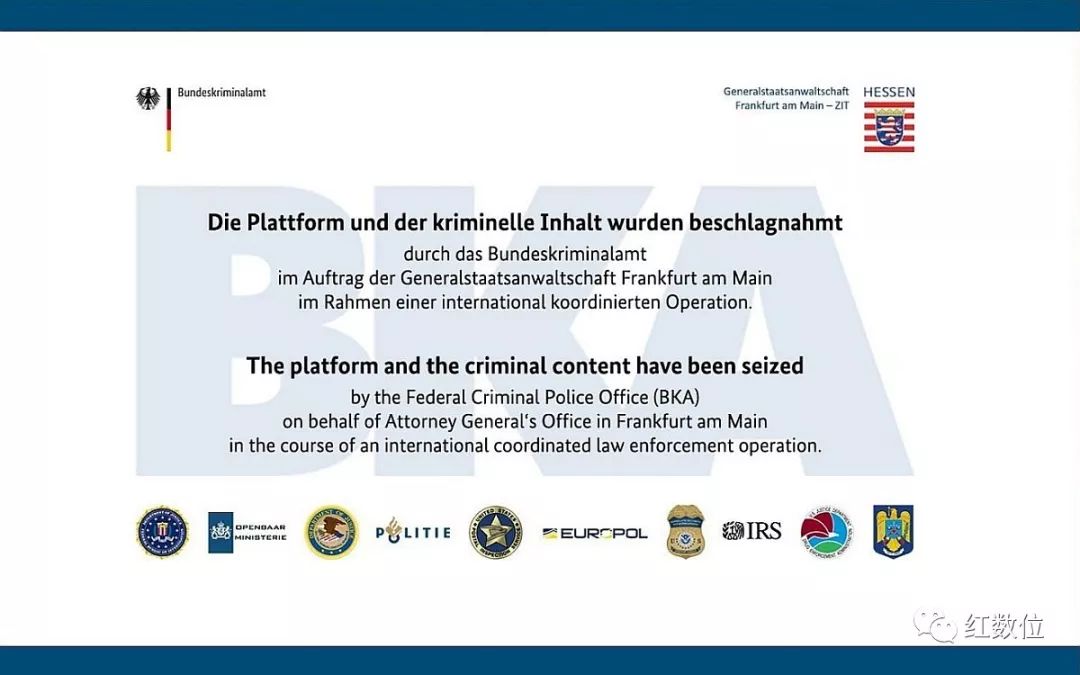 Bundeskriminalamt
Generalstaatsanwaltschaft
Frankfurt am Main – ZIT
HESSEN
BKA
Die Plattform und der kriminelle Inhalt wurden beschlagnahmt
durch das Bundeskriminalamt
im Auftrag der Generalstaatsanwaltschaft Frankfurt am Main
im Rahmen einer international koordinierten Operation.
The platform and the criminal content have been seized
by the Federal Criminal Police Office (BKA)
on behalf of Attorney General‘s Office in Frankfurt am Main
in the course of an international coordinated law enforcement operation.
OPENBAAR
MINISTERIE
POLITIE
EUROPOL
IRS
红数位